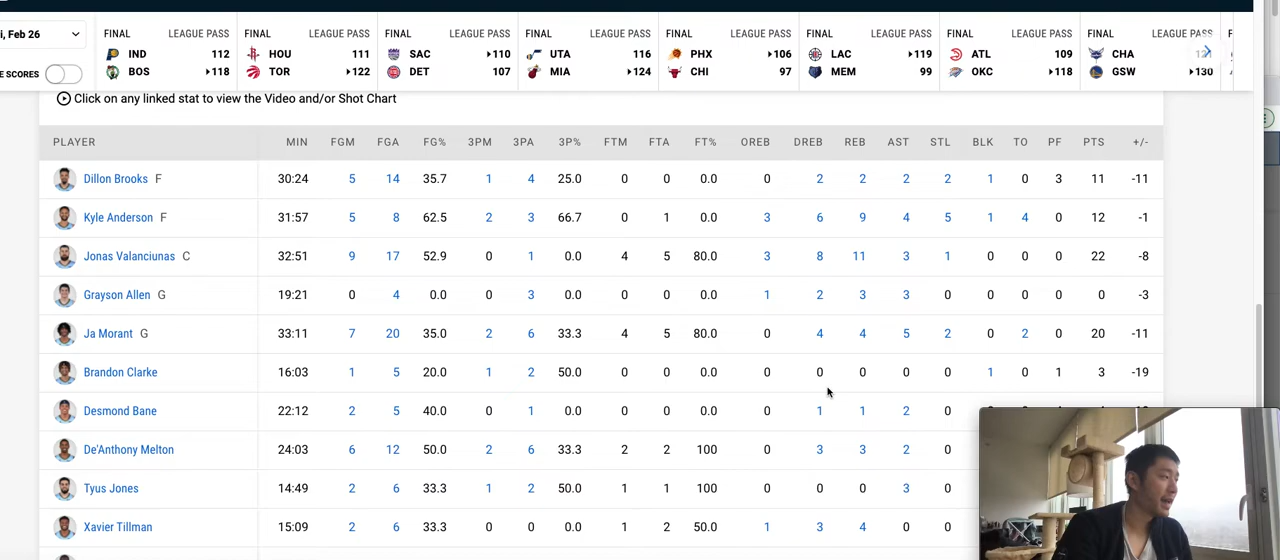 i, Feb 26
E SCORES
FINAL LEAGUE PASS
IND 112
BOS 118
FINAL LEAGUE PASS
HOU 111
TOR 122
FINAL LEAGUE PASS
SAC 110
DET 107
FINAL LEAGUE PASS
UTA 116
MIA 124
FINAL LEAGUE PASS
PHX 106
CHI 97
FINAL LEAGUE PASS
LAC 119
MEM 99
FINAL LEAGUE PASS
ATL 109
OKC 118
FINAL LEAGUE PASS
CHA
GSW 130
Click on any linked stat to view the Video and/or Shot Chart
PLAYER MIN FGM FGA FG% 3PM 3PA 3P% FTM FTA FT% OREB DREB REB AST STL BLK TO PF PTS +/-
Dillon Brooks F 30:24 5 14 35.7 1 4 25.0 0 0 0.0 0 2 2 2 2 1 0 3 11 -11
Kyle Anderson F 31:57 5 8 62.5 2 3 66.7 0 1 0.0 3 6 9 4 5 1 4 0 12 -1
Jonas Valanciunas C 32:51 9 17 52.9 0 1 0.0 4 5 80.0 3 8 11 3 1 0 0 0 22 -8
Grayson Allen G 19:21 0 4 0.0 0 3 0.0 0 0 0.0 1 2 3 3 0 0 0 0 0 -3
Ja Morant G 33:11 7 20 35.0 2 6 33.3 4 5 80.0 0 4 4 5 2 0 2 0 20 -11
Brandon Clarke 16:03 1 5 20.0 1 2 50.0 0 0 0.0 0 0 0 0 0 1 0 1 3 -19
Desmond Bane 22:12 2 5 40.0 0 1 0.0 0 0 0.0 0 1 1 2 0
De'Anthony Melton 24:03 6 12 50.0 2 6 33.3 2 2 100 0 3 3 2 0
Tyus Jones 14:49 2 6 33.3 1 2 50.0 1 1 100 0 0 0 3 0
Xavier Tillman 15:09 2 6 33.3 0 0 0.0 1 2 50.0 1 3 4 0 0